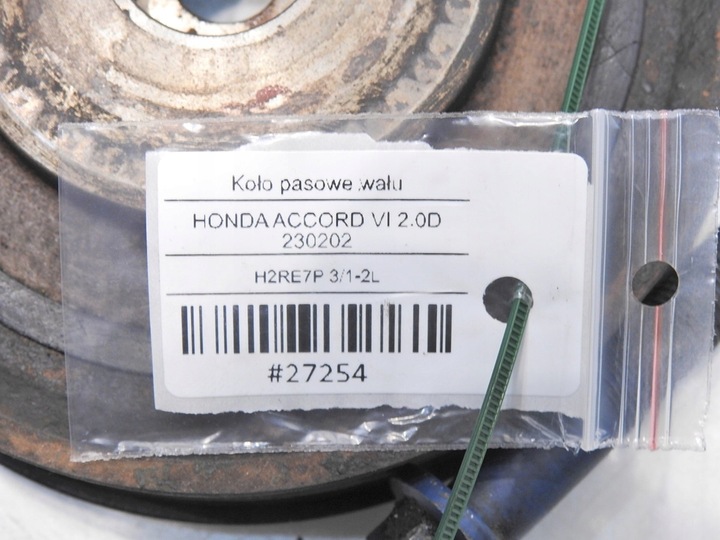 Koło pasowe wału
HONDA ACCORD VI 2.0D
230202
H2RE7P 3/1-2L
#27254